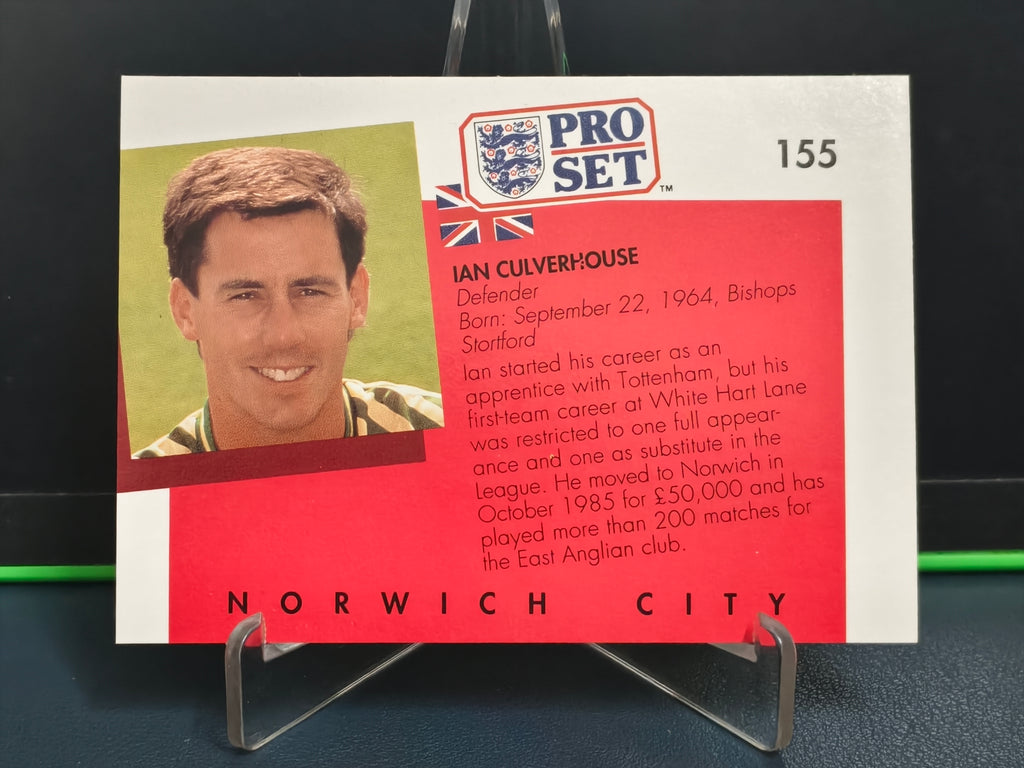 PRO
SET
™
155
IAN CULVERHOUSE
Defender
Born: September 22, 1964, Bishops
Stortford
Ian started his career as an
apprentice with Tottenham, but his
first-team career at White Hart Lane
was restricted to one full appear-
ance and one as substitute in the
League. He moved to Norwich in
October 1985 for £50,000 and has
played more than 200 matches for
the East Anglian club.
NORWICH CITY